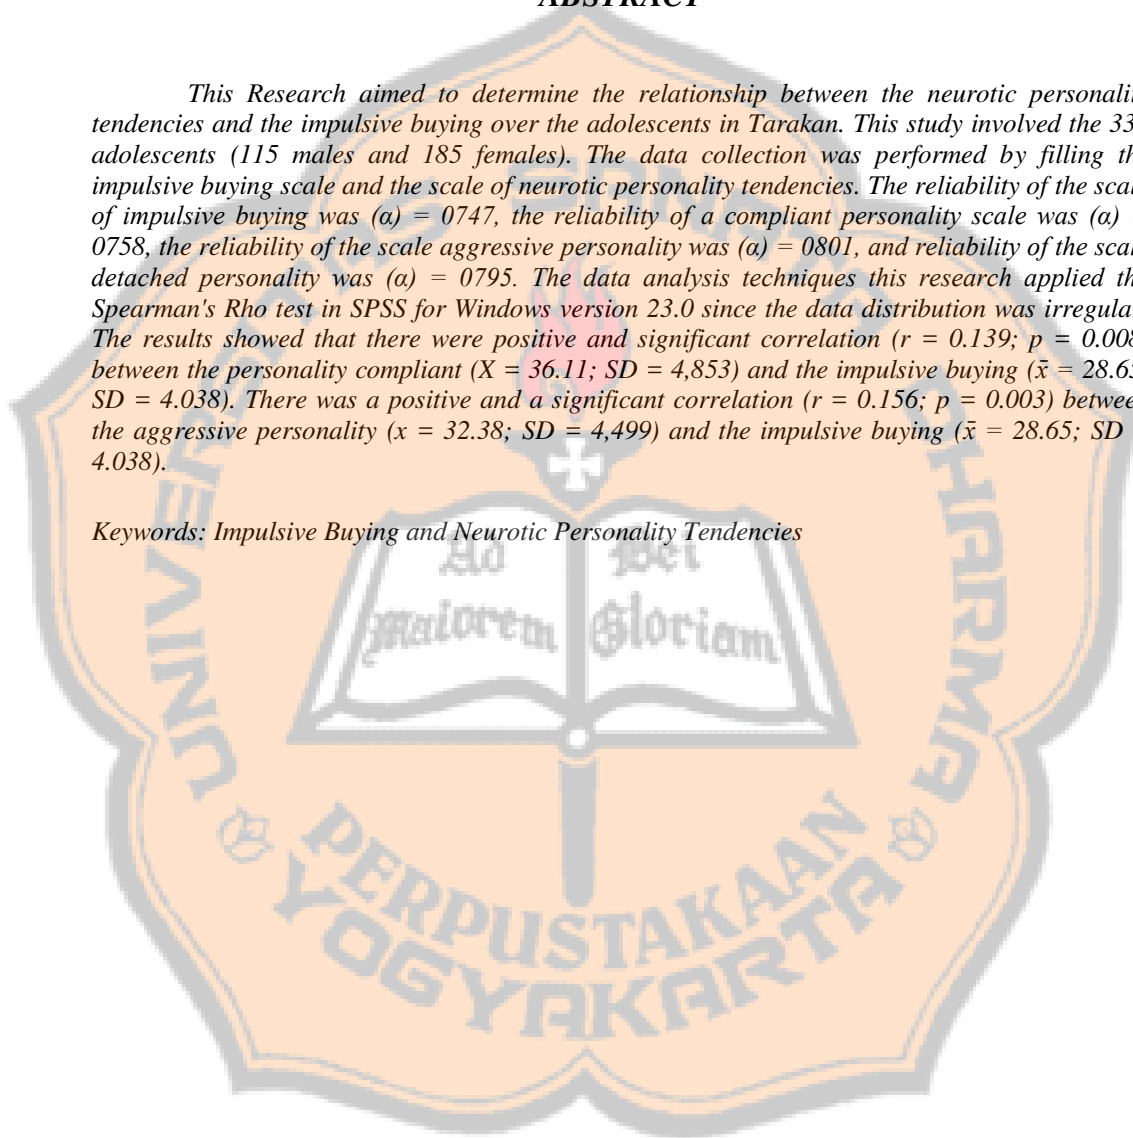 ABSTRACT
This Research aimed to determine the relationship between the neurotic personalit
tendencies and the impulsive buying over the adolescents in Tarakan. This study involved the 33
adolescents (115 males and 185 females). The data collection was performed by filling th
impulsive buying scale and the scale of neurotic personality tendencies. The reliability of the scal
of impulsive buying was (α) = 0747, the reliability of a compliant personality scale was (α)
0758, the reliability of the scale aggressive personality was (α) = 0801, and reliability of the scal
detached personality was (α) = 0795. The data analysis techniques this research applied th
Spearman's Rho test in SPSS for Windows version 23.0 since the data distribution was irregula
The results showed that there were positive and significant correlation (r = 0.139; p = 0.008
between the personality compliant (X = 36.11; SD = 4,853) and the impulsive buying (x̄ = 28.65
SD = 4.038). There was a positive and a significant correlation (r = 0.156; p = 0.003) betwee
the aggressive personality (x = 32.38; SD = 4,499) and the impulsive buying (x̄ = 28.65; SD
4.038).
Keywords: Impulsive Buying and Neurotic Personality Tendencies
UNIVERSITAS SANATA DHARMA
Ad Dei
Maiorem Gloriam
PERPUSTAKAAN
YOGYAKARTA